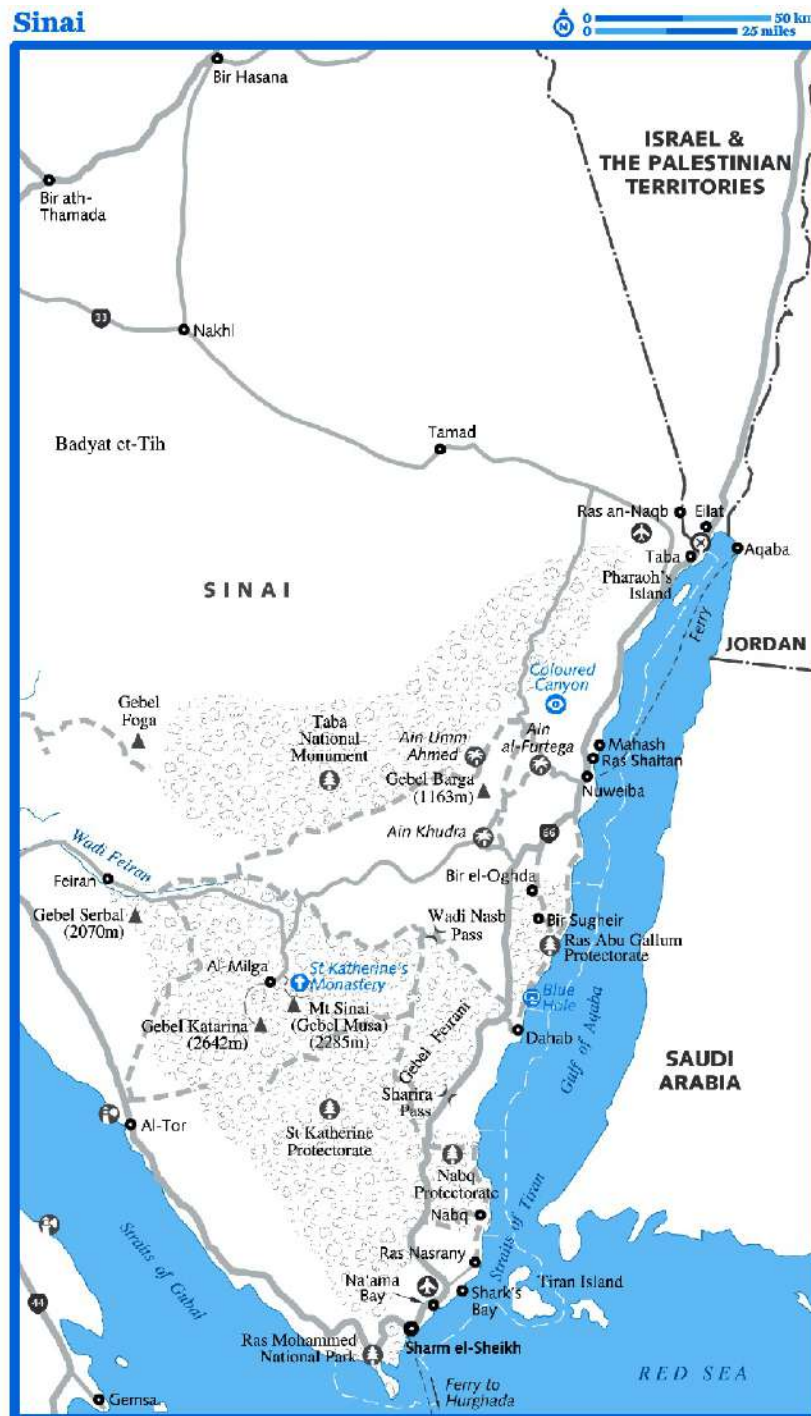 Sinai
N
0 50 km
0 25 miles
Bir Hasana
ISRAEL &
THE PALESTINIAN
TERRITORIES
Bir ath-
Thamada
33
Nakhl
Badyat et-Tih
Tamad
Ras an-Naqb
Eilat
Taba
Aqaba
Pharaoh's
Island
SINAI
Ferry
JORDAN
Coloured
Canyon
Gebel
Foga
Taba
National
Monument
Ain Umm
Ahmed
Ain
al-Furtega
Mahash
Ras Shaitan
Gebel Barga
(1163m)
Nuweiba
Ain Khudra
66
Wadi Feiran
Feiran
Bir el-Oghda
Gebel Serbal
(2070m)
Wadi Nasb
Pass
Bir Sugheir
Ras Abu Gallum
Protectorate
Al-Milga
St Katherine's
Monastery
Blue
Hole
Gebel Katarina
(2642m)
Mt Sinai
(Gebel Musa)
(2285m)
Gebel Feirani
Dahab
Gulf of Aqaba
SAUDI
ARABIA
Sharira
Pass
Al-Tor
St Katherine
Protectorate
Nabq
Protectorate
Nabq
Straits of Tiran
Straits of Gubal
Ras Nasrany
Na'ama
Bay
Shark's
Bay
Tiran Island
44
Ras Mohammed
National Park
Sharm el-Sheikh
RED SEA
Gemsa
Ferry to
Hurghada